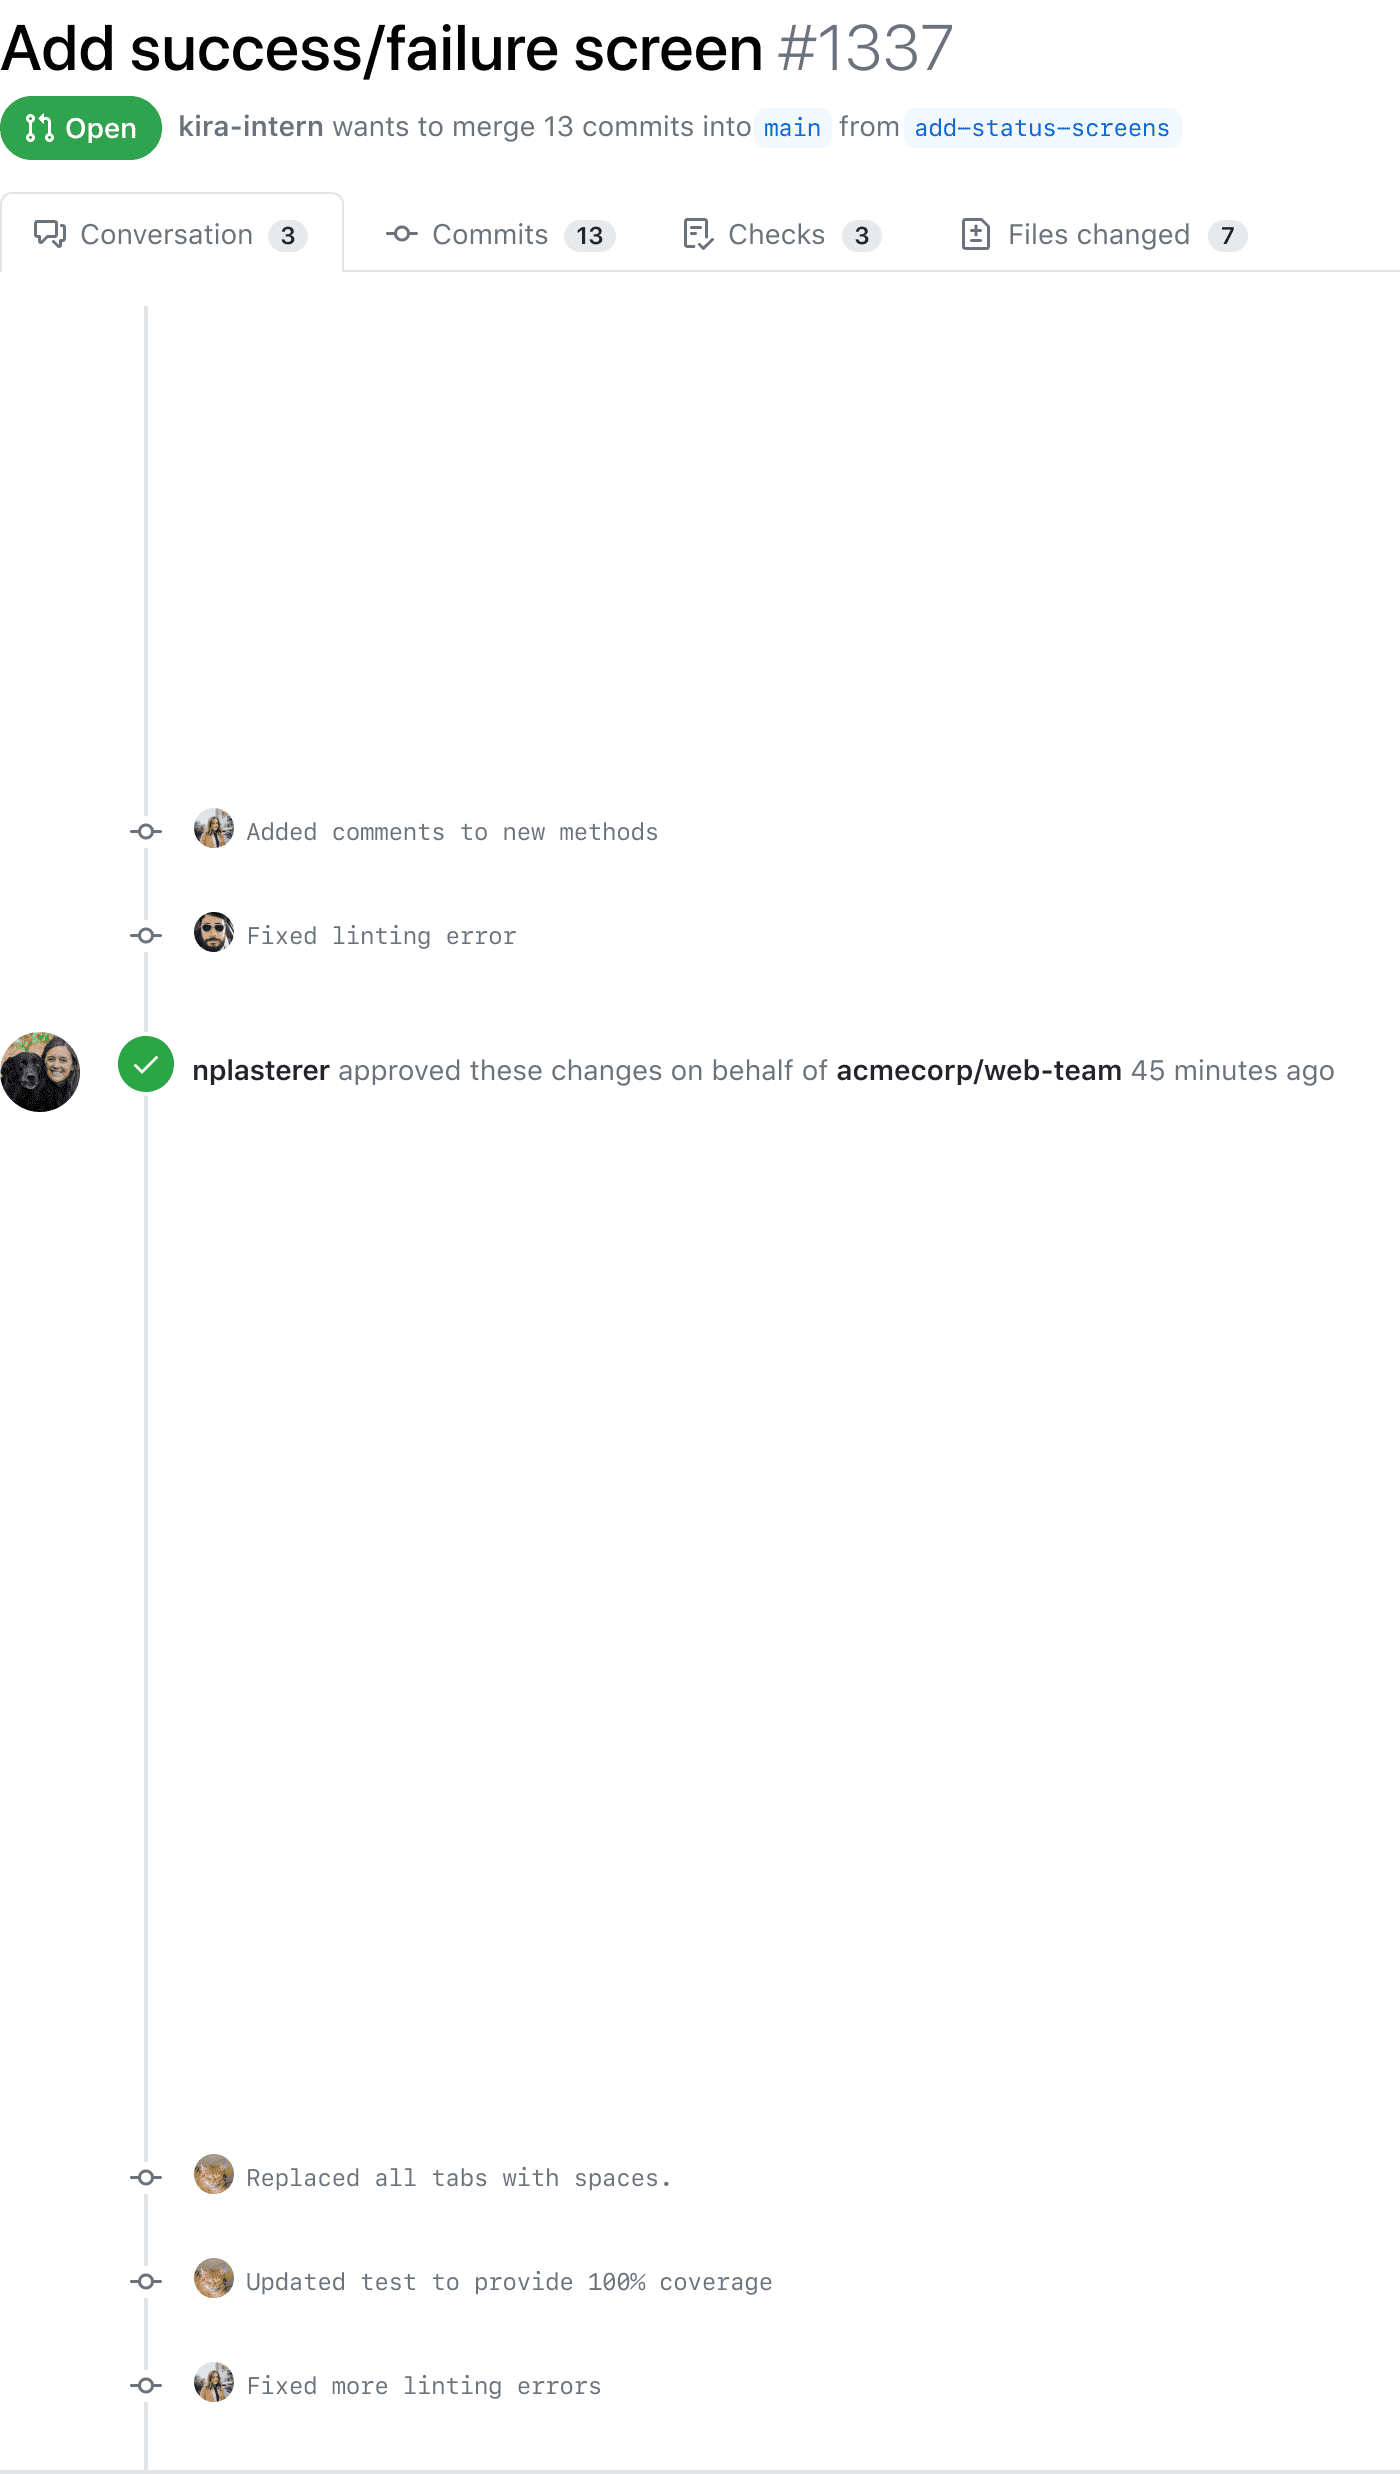 Add success/failure screen #1337
Open kira-intern wants to merge 13 commits into main from add-status-screens
Conversation 3 Commits 13 Checks 3 Files changed 7
Added comments to new methods
Fixed linting error
nplasterer approved these changes on behalf of acmecorp/web-team 45 minutes ago
Replaced all tabs with spaces.
Updated test to provide 100% coverage
Fixed more linting errors